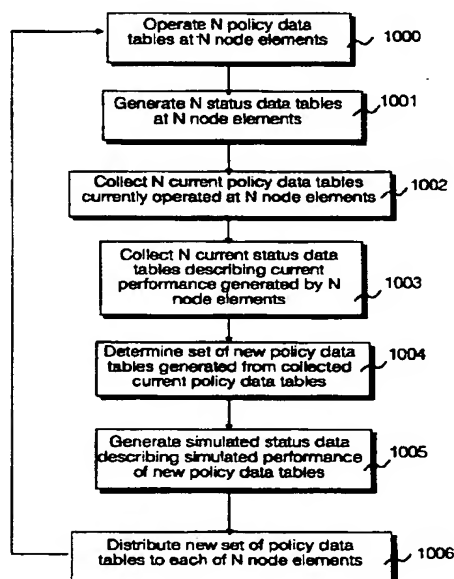 Operate N policy data
tables at N node elements
1000
Generate N status data tables
at N node elements
1001
Collect N current policy data tables
currently operated at N node elements
1002
Collect N current status data
tables describing current
performance generated by N
node elements
1003
Determine set of new policy data
tables generated from collected
current policy data tables
1004
Generate simulated status data
describing simulated performance
of new policy data tables
1005
Distribute new set of policy data
tables to each of N node elements
1006